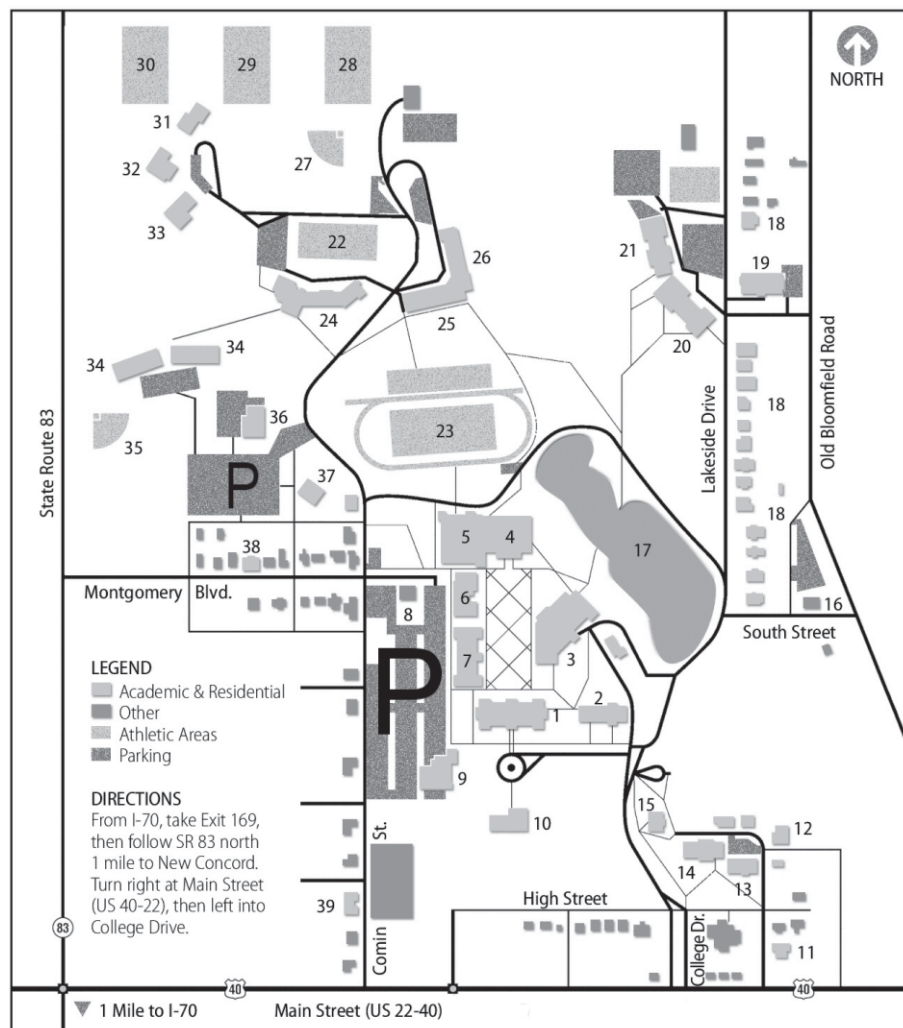 30
29
28
NORTH
31
27
32
33
22
26
21
18
19
24
25
20
34
34
18
36
35
23
37
State Route 83
Lakeside Drive
Old Bloomfield Road
P
5
4
17
18
38
Montgomery Blvd.
6
8
16
South Street
7
3
P
2
1
LEGEND
Academic & Residential
Other
Athletic Areas
Parking
9
10
15
12
DIRECTIONS
From I-70, take Exit 169,
then follow SR 83 north
1 mile to New Concord.
Turn right at Main Street
(US 40-22), then left into
College Drive.
14
13
39
Comin St.
High Street
College Dr.
11
83
40
40
1 Mile to I-70
Main Street (US 22-40)